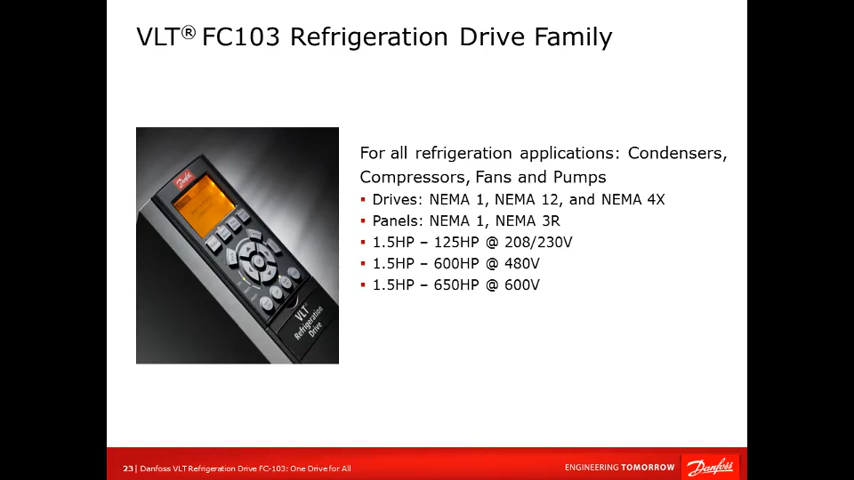 VLT® FC103 Refrigeration Drive Family
For all refrigeration applications: Condensers,
Compressors, Fans and Pumps
▪ Drives: NEMA 1, NEMA 12, and NEMA 4X
▪ Panels: NEMA 1, NEMA 3R
▪ 1.5HP – 125HP @ 208/230V
▪ 1.5HP – 600HP @ 480V
▪ 1.5HP – 650HP @ 600V
Danfoss
VLT®
Refrigeration
Drive
23 | Danfoss VLT Refrigeration Drive FC-103: One Drive for All
ENGINEERING TOMORROW
Danfoss